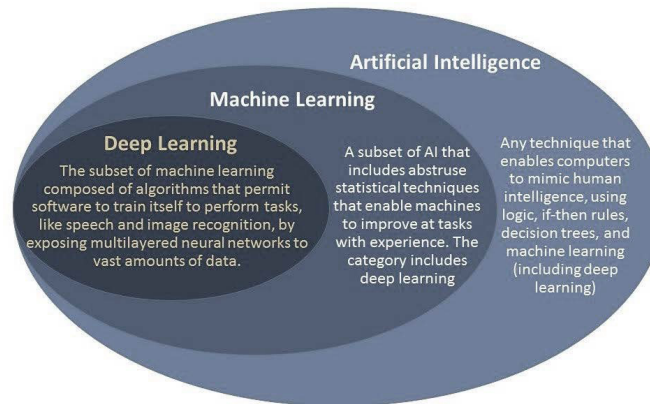 Artificial Intelligence
Machine Learning
Deep Learning
The subset of machine learning
composed of algorithms that permit
software to train itself to perform tasks,
like speech and image recognition, by
exposing multilayered neural networks to
vast amounts of data.
A subset of AI that
includes abstruse
statistical techniques
that enable machines
to improve at tasks
with experience. The
category includes
deep learning
Any technique that
enables computers
to mimic human
intelligence, using
logic, if-then rules,
decision trees, and
machine learning
(including deep
learning)